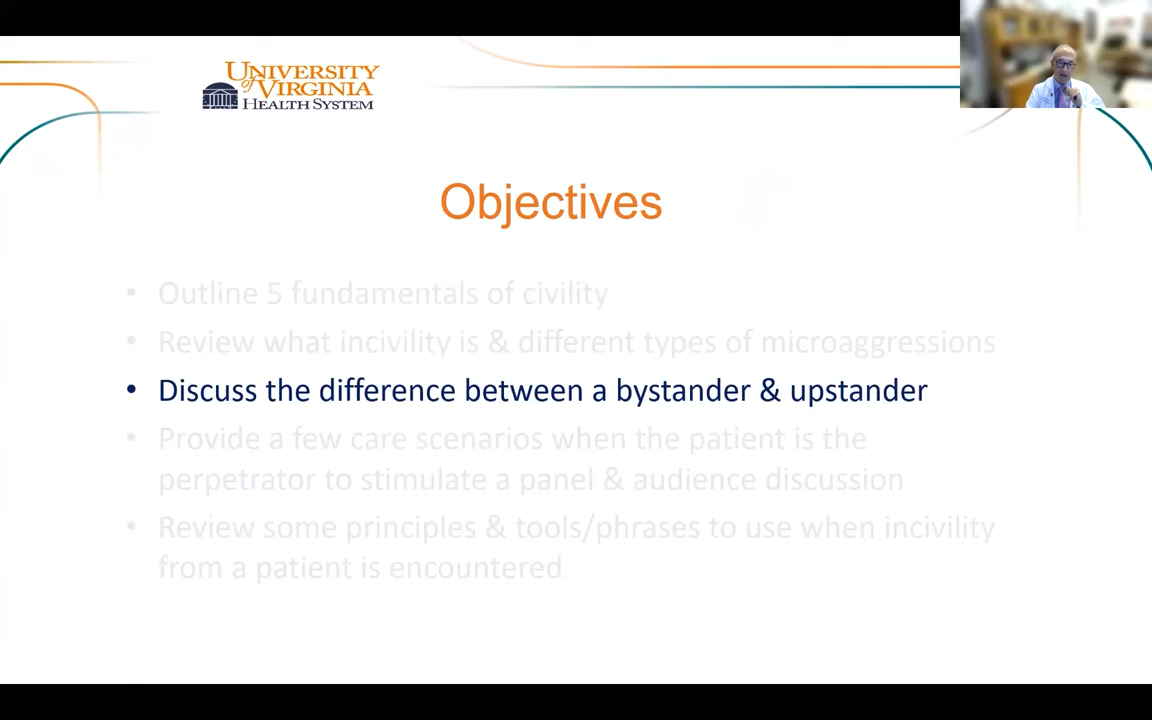 UNIVERSITY
of VIRGINIA
HEALTH SYSTEM
Objectives
• Outline 5 fundamentals of civility
• Review what incivility is & different types of microaggressions
• Discuss the difference between a bystander & upstander
• Provide a few care scenarios when the patient is the
perpetrator to stimulate a panel & audience discussion
• Review some principles & tools/phrases to use when incivility
from a patient is encountered